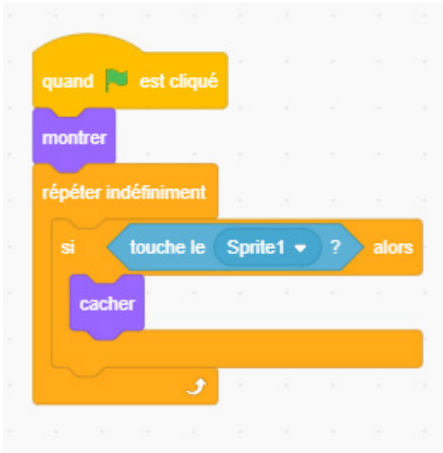 quand est cliqué
montrer
répéter indéfiniment
si touche le Sprite1 ? alors
cacher